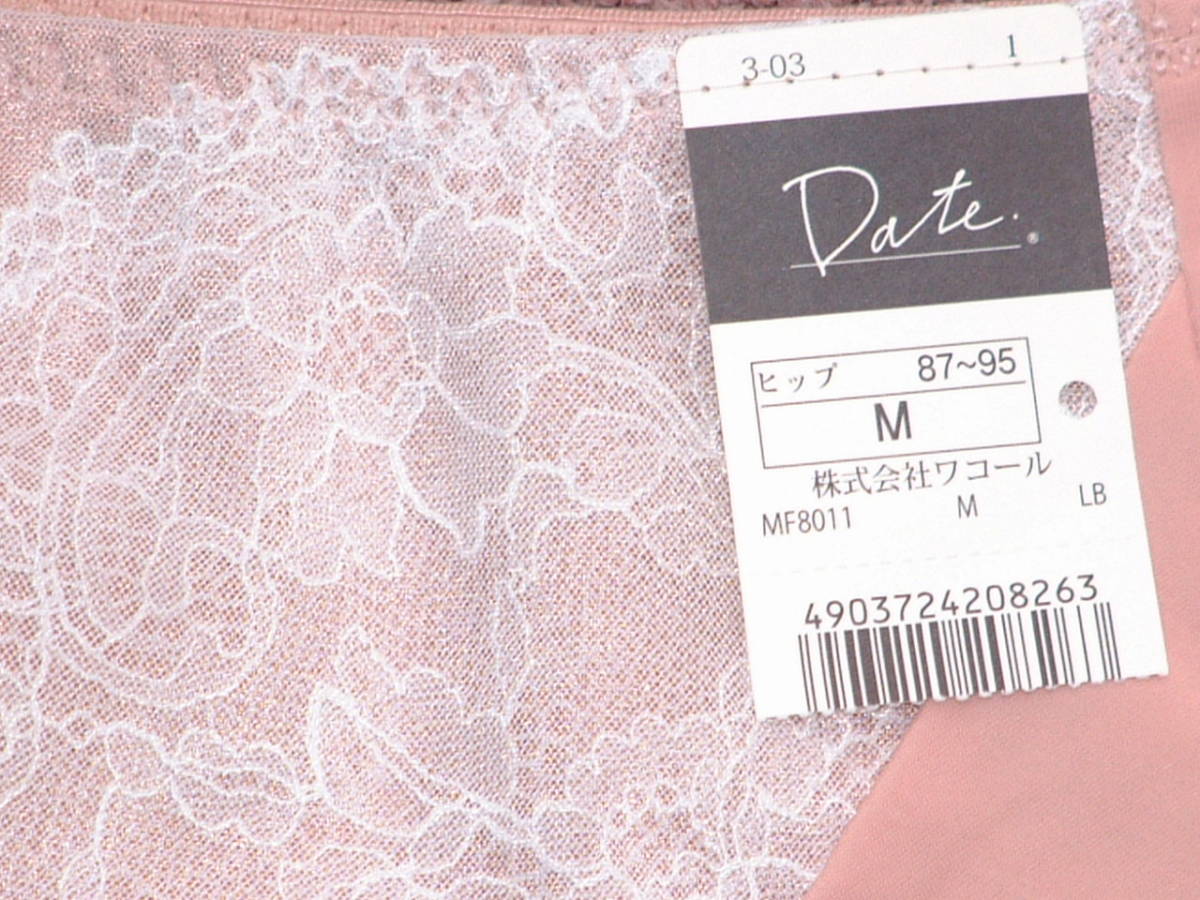 3-03 1
Date.
®
ヒップ 87~95
M
株式会社ワコール
MF8011 M LB
4903724208263